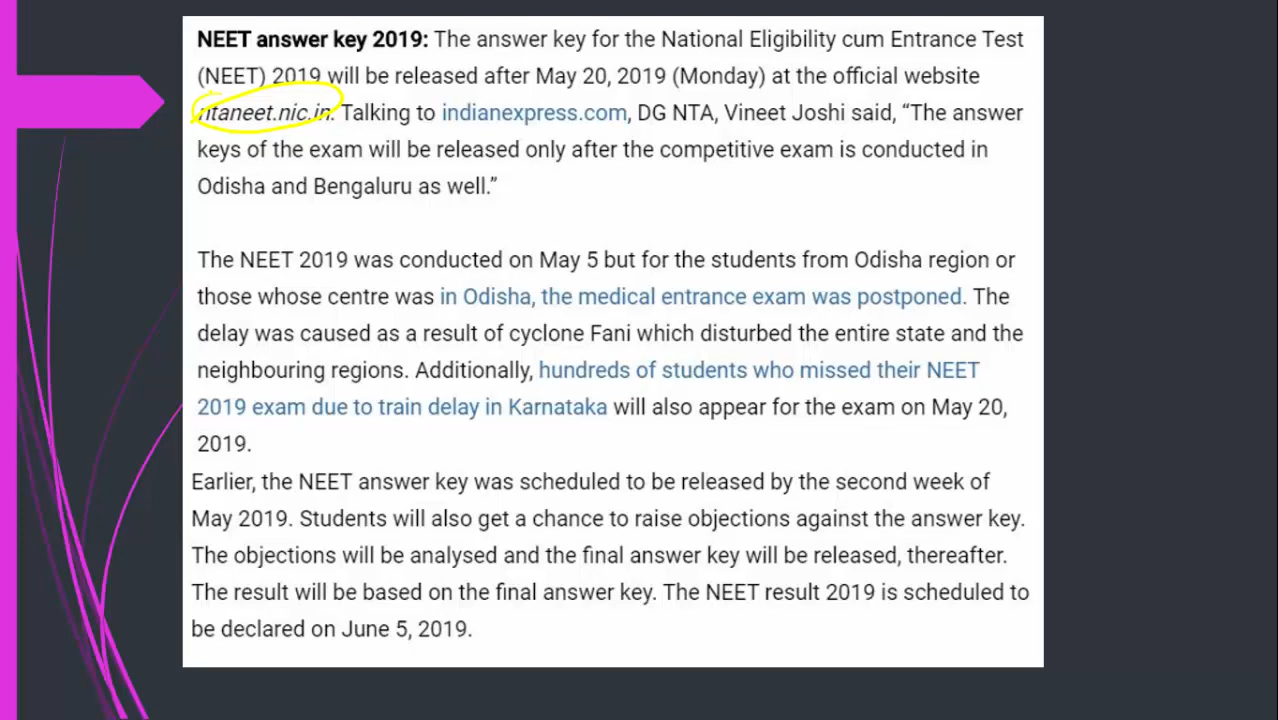 NEET answer key 2019: The answer key for the National Eligibility cum Entrance Test
(NEET) 2019 will be released after May 20, 2019 (Monday) at the official website
ntaneet.nic.in. Talking to indianexpress.com, DG NTA, Vineet Joshi said, “The answer
keys of the exam will be released only after the competitive exam is conducted in
Odisha and Bengaluru as well.”
The NEET 2019 was conducted on May 5 but for the students from Odisha region or
those whose centre was in Odisha, the medical entrance exam was postponed. The
delay was caused as a result of cyclone Fani which disturbed the entire state and the
neighbouring regions. Additionally, hundreds of students who missed their NEET
2019 exam due to train delay in Karnataka will also appear for the exam on May 20,
2019.
Earlier, the NEET answer key was scheduled to be released by the second week of
May 2019. Students will also get a chance to raise objections against the answer key.
The objections will be analysed and the final answer key will be released, thereafter.
The result will be based on the final answer key. The NEET result 2019 is scheduled to
be declared on June 5, 2019.